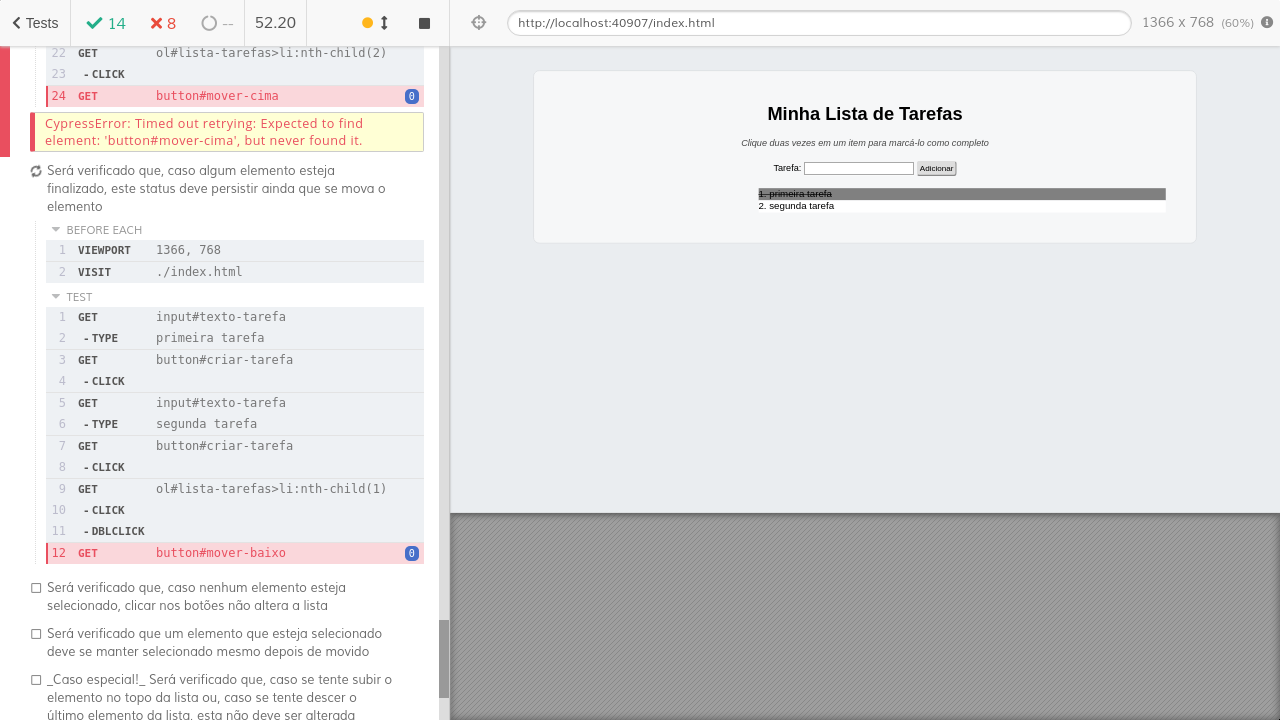 Tests 14 8 -- 52.20
http://localhost:40907/index.html 1366 x 768 (60%)
22 GET ol#lista-tarefas>li:nth-child(2)
23 - CLICK
24 GET button#mover-cima 0
CypressError: Timed out retrying: Expected to find
element: 'button#mover-cima', but never found it.
Será verificado que, caso algum elemento esteja
finalizado, este status deve persistir ainda que se mova o
elemento
BEFORE EACH
1 VIEWPORT 1366, 768
2 VISIT ./index.html
TEST
1 GET input#texto-tarefa
2 - TYPE primeira tarefa
3 GET button#criar-tarefa
4 - CLICK
5 GET input#texto-tarefa
6 - TYPE segunda tarefa
7 GET button#criar-tarefa
8 - CLICK
9 GET ol#lista-tarefas>li:nth-child(1)
10 - CLICK
11 - DBLCLICK
12 GET button#mover-baixo 0
Será verificado que, caso nenhum elemento esteja
selecionado, clicar nos botões não altera a lista
Será verificado que um elemento que esteja selecionado
deve se manter selecionado mesmo depois de movido
_Caso especial!_ Será verificado que, caso se tente subir o
elemento no topo da lista ou, caso se tente descer o
último elemento da lista, esta não deve ser alterada
Minha Lista de Tarefas
Clique duas vezes em um item para marcá-lo como completo
Tarefa: Adicionar
1. primeira tarefa
2. segunda tarefa